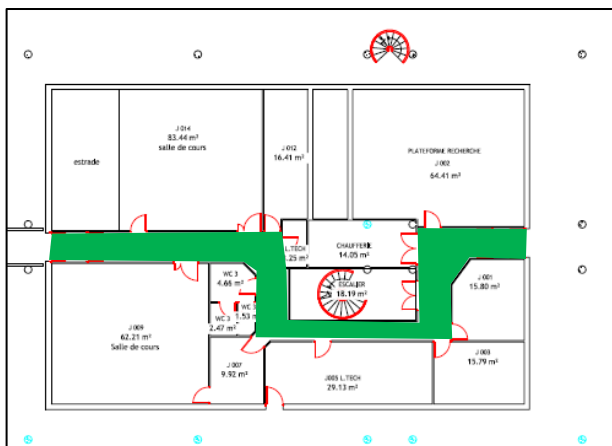 J 014
83.44 m²
salle de cours
estrade
J 012
16.41 m²
PLATEFORME RECHERCHE
J 002
64.41 m²
L.TECH
.25 m²
CHAUFFERIE
14.05 m²
WC 3
4.66 m²
ESCALIER
18.19 m²
J 001
15.80 m²
WC 3
2.47 m²
WC 3
1.53 m²
J 009
62.21 m²
Salle de cours
J 007
9.92 m²
J005 L.TECH
29.13 m²
J 003
15.79 m²